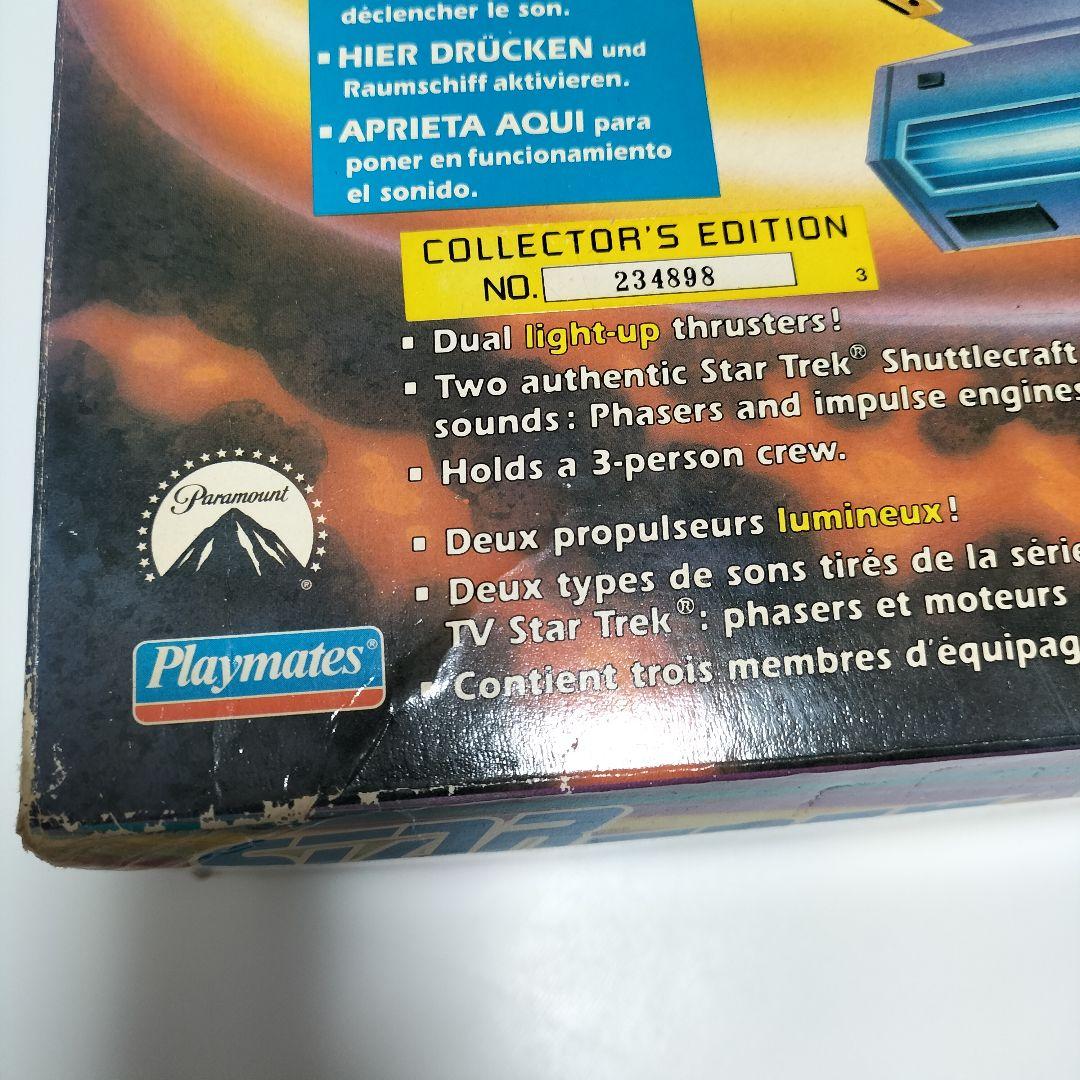 déclencher le son.
▪ HIER DRÜCKEN und
Raumschiff aktivieren.
▪ APRIETA AQUI para
poner en funcionamiento
el sonido.
COLLECTOR'S EDITION
NO. 234898 3
▪ Dual light-up thrusters!
▪ Two authentic Star Trek® Shuttlecraft
sounds: Phasers and impulse engines
▪ Holds a 3-person crew.
Paramount
®
▪ Deux propulseurs lumineux!
▪ Deux types de sons tirés de la série
TV Star Trek®: phasers et moteurs
▪ Contient trois membres d'équipag
Playmates®
STAR